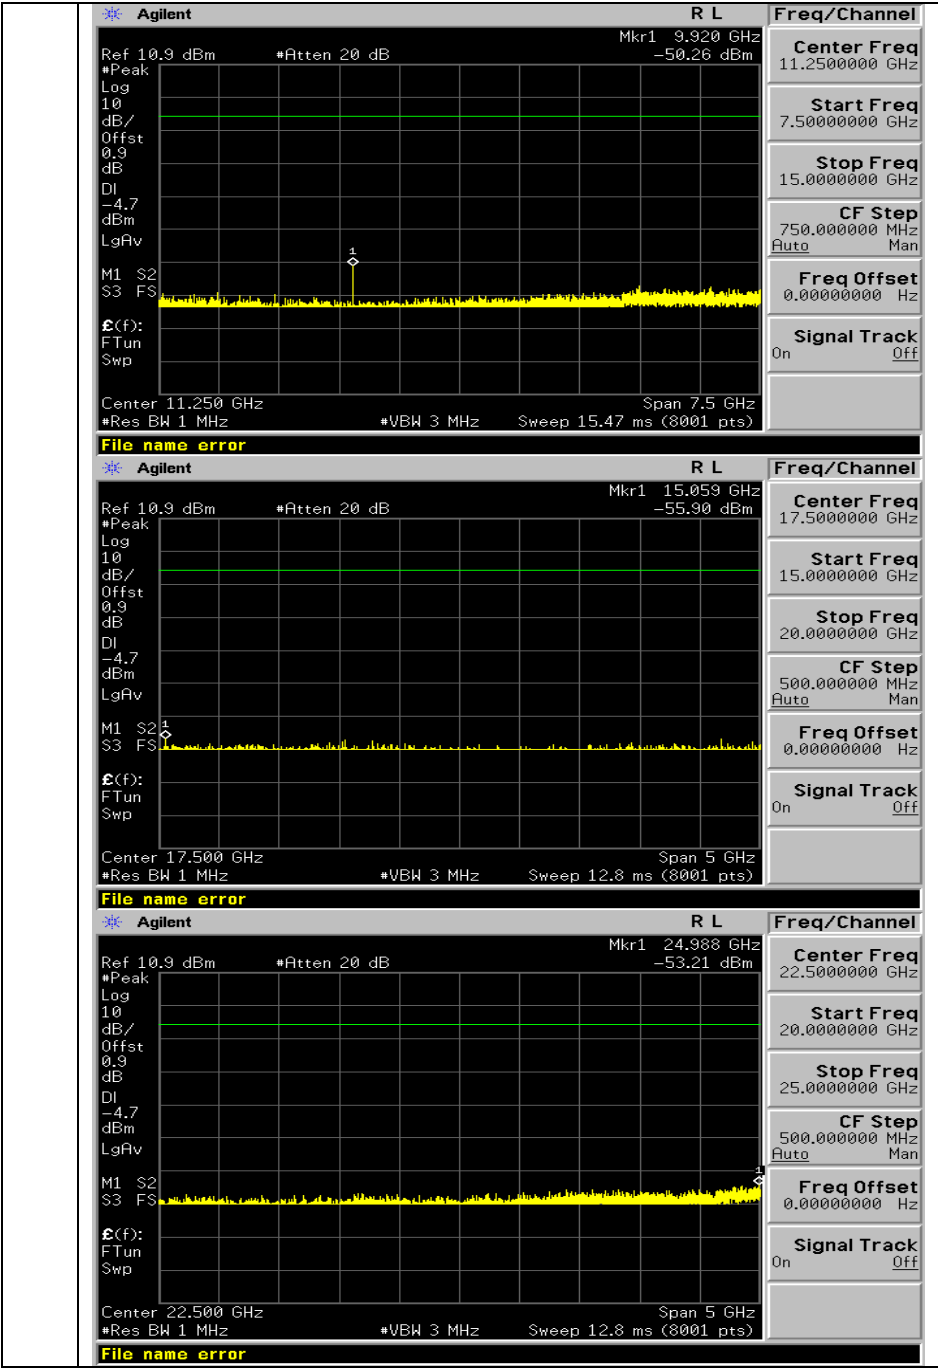 Agilent R L Freq/Channel
Mkr1 9.920 GHz
Ref 10.9 dBm #Atten 20 dB -50.26 dBm
#Peak
Log
10
dB/
Offst
0.9
dB
DI
-4.7
dBm
LgAv
1
M1 S2
S3 FS
£(f):
FTun
Swp
Center 11.250 GHz Span 7.5 GHz
#Res BW 1 MHz #VBW 3 MHz Sweep 15.47 ms (8001 pts)
File name error
Center Freq
11.2500000 GHz
Start Freq
7.50000000 GHz
Stop Freq
15.0000000 GHz
CF Step
750.000000 MHz
Auto Man
Freq Offset
0.00000000 Hz
Signal Track
On Off
Agilent R L Freq/Channel
Mkr1 15.059 GHz
Ref 10.9 dBm #Atten 20 dB -55.90 dBm
#Peak
Log
10
dB/
Offst
0.9
dB
DI
-4.7
dBm
LgAv
1
M1 S2
S3 FS
£(f):
FTun
Swp
Center 17.500 GHz Span 5 GHz
#Res BW 1 MHz #VBW 3 MHz Sweep 12.8 ms (8001 pts)
File name error
Center Freq
17.5000000 GHz
Start Freq
15.0000000 GHz
Stop Freq
20.0000000 GHz
CF Step
500.000000 MHz
Auto Man
Freq Offset
0.00000000 Hz
Signal Track
On Off
Agilent R L Freq/Channel
Mkr1 24.988 GHz
Ref 10.9 dBm #Atten 20 dB -53.21 dBm
#Peak
Log
10
dB/
Offst
0.9
dB
DI
-4.7
dBm
LgAv
1
M1 S2
S3 FS
£(f):
FTun
Swp
Center 22.500 GHz Span 5 GHz
#Res BW 1 MHz #VBW 3 MHz Sweep 12.8 ms (8001 pts)
File name error
Center Freq
22.5000000 GHz
Start Freq
20.0000000 GHz
Stop Freq
25.0000000 GHz
CF Step
500.000000 MHz
Auto Man
Freq Offset
0.00000000 Hz
Signal Track
On Off